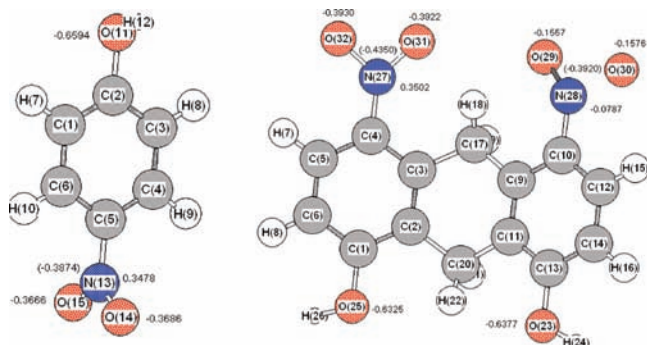 H(12)
-0.6594
O(11)
C(2)
H(7)
H(8)
C(1)
C(3)
C(6)
C(4)
H(10)
H(9)
C(5)
(-0.3874)
N(13)
0.3478
-0.3666
O(15)
O(14)
-0.3686
-0.3930
-0.3922
O(32)
(-0.4350)
O(31)
N(27)
0.3502
-0.1557
O(29)
(-0.3920)
-0.1576
O(30)
N(28)
-0.0787
H(18)
H(7)
C(4)
C(17)
9)
C(10)
C(5)
C(3)
C(9)
C(12)
H(15)
C(6)
H(8)
C(2)
C(11)
C(14)
C(1)
C(20)
1)
C(13)
H(16)
H(22)
O(25)
H(26)
-0.6325
O(23)
-0.6377
H(24)